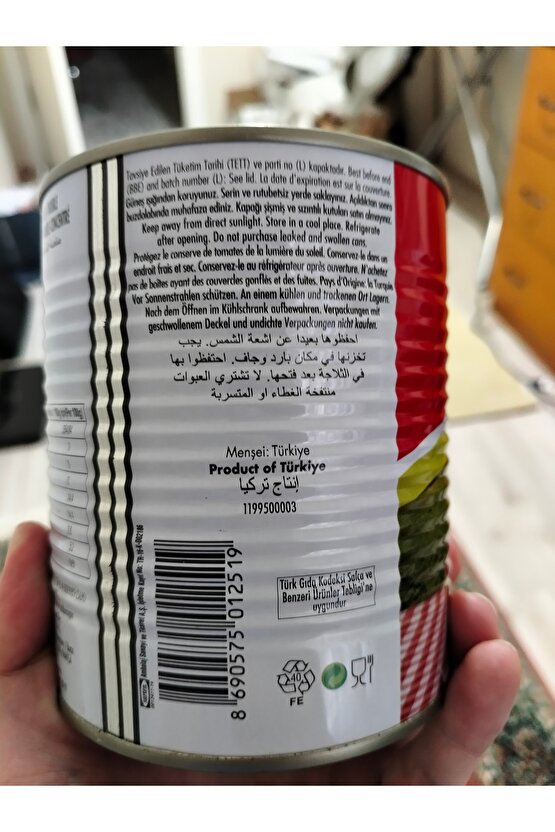 Tavsiye Edilen Tüketim Tarihi (TETT) ve parti no (L) kapaktadır. Best before end
(BBE) and batch number (L): See lid. La date d'expiration est sur la couverture.
Güneş ışığından koruyunuz. Serin ve rutubetsiz yerde saklayınız. Açıldıktan sonra
buzdolabında muhafaza ediniz. Kapağı şişmiş ve sızıntılı kutuları satın almayınız.
Keep away from direct sunlight. Store in a cool place. Refrigerate
after opening. Do not purchase leaked and swollen cans.
Protégez le conserve de tomates de la lumière du soleil. Conservez-le dans un
endroit frais et sec. Conservez-le au réfrigérateur après ouverture. N'achetez
pas de boîtes ayant des couvercles gonflés et des fuites. Pays d'Origine: la Turquie.
Vor Sonnenstrahlen schützen. An einem kühlen und trockenen Ort Lagern.
Nach dem Öffnen im Kühlschrank aufbewahren. Verpackungen mit
geschwollenem Deckel und undichte Verpackungen nicht kaufen.
احفظوها بعيدا عن اشعة الشمس. يجب
تخزنها في مكان بارد وجاف. احتفظوا بها
في الثلاجة بعد فتحها. لا تشتري العبوات
منتفخة الغطاء او المتسربة
Menşei: Türkiye
Product of Türkiye
إنتاج تركيا
1199500003
Türk Gıda Kodeksi Salça ve
Benzeri Ürünler Tebliği'ne
uygundur
8 690575 012519
40
FE